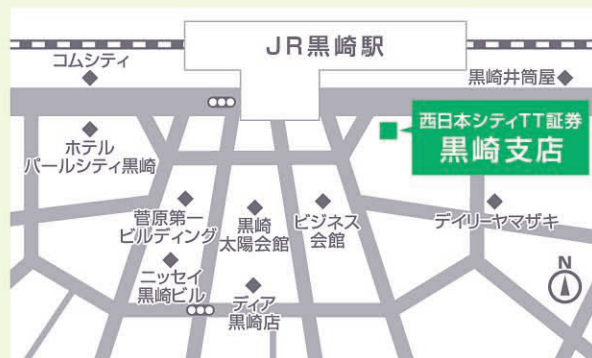 JR黒崎駅
コムシティ
黒崎井筒屋
西日本シティTT証券
黒崎支店
ホテル
パールシティ黒崎
菅原第一
ビルディング
黒崎
太陽会館
ビジネス
会館
デイリーヤマザキ
ニッセイ
黒崎ビル
ディア
黒崎店
N